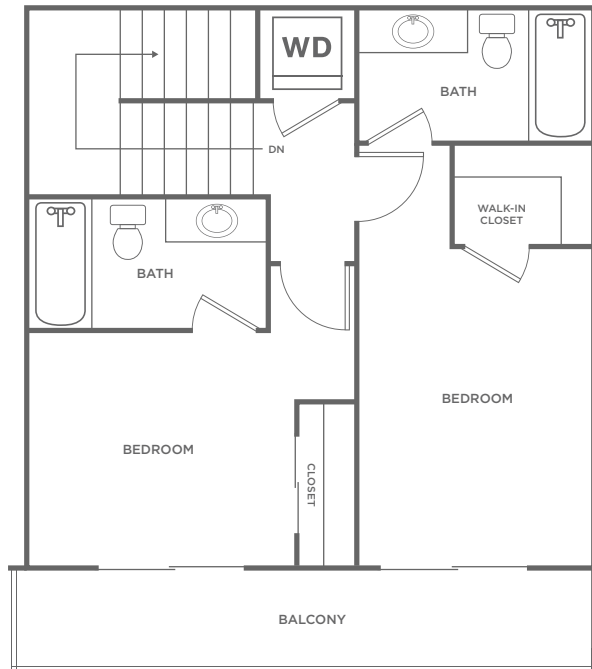 WD
BATH
DN
WALK-IN
CLOSET
BATH
BEDROOM
BEDROOM
CLOSET
BALCONY